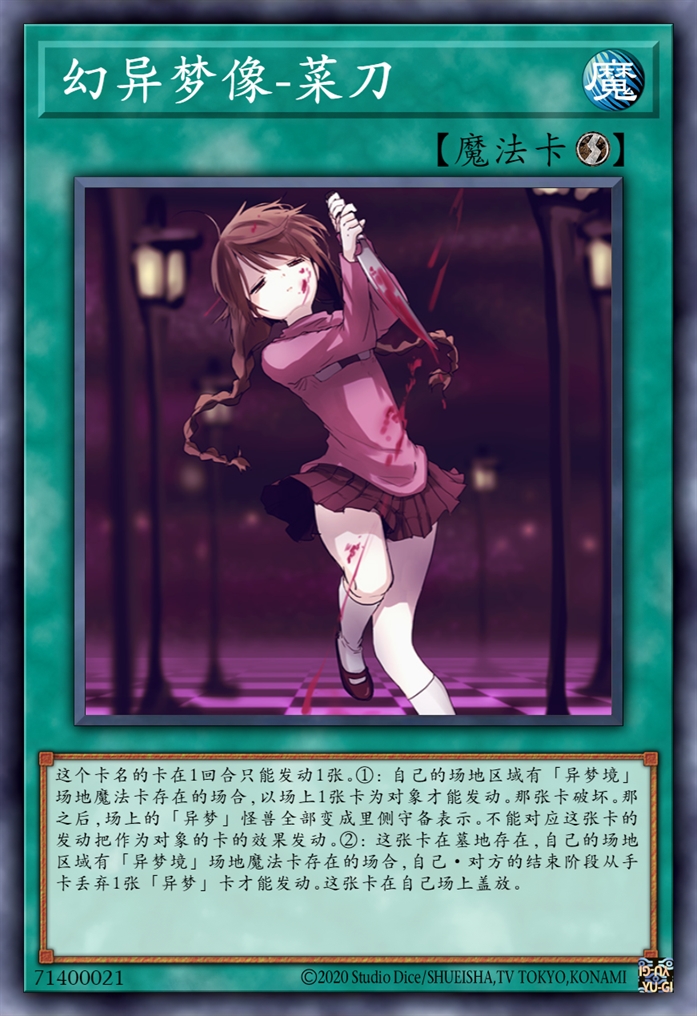 幻异梦像-菜刀
魔
【魔法卡】
这个卡名的卡在1回合只能发动1张。①：自己的场地区域有「异梦境」
场地魔法卡存在的场合，以场上1张卡为对象才能发动。那张卡破坏。那
之后，场上的「异梦」怪兽全部变成里侧守备表示。不能对应这张卡的
发动把作为对象的卡的效果发动。②：这张卡在墓地存在，自己的场地
区域有「异梦境」场地魔法卡存在的场合，自己·对方的结束阶段从手
卡丢弃1张「异梦」卡才能发动。这张卡在自己场上盖放。
71400021
©2020 Studio Dice/SHUEISHA,TV TOKYO,KONAMI
YU-GI